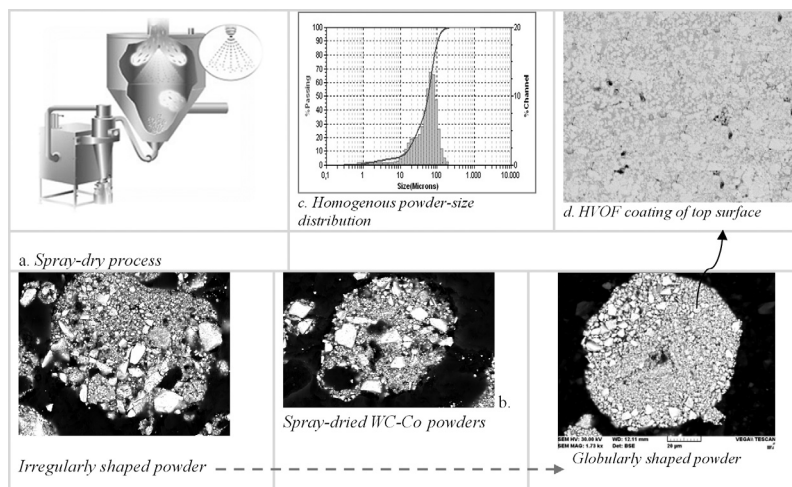 100
90
80
70
60
50
40
30
20
10
0
%Passing
20
10
0
%Channel
0,1 1 10 100 1.000 10.000
Size(Microns)
c. Homogenous powder-size
distribution
d. HVOF coating of top surface
a. Spray-dry process
b.
Spray-dried WC-Co powders
SEM HV: 30.00 kV WD: 12.11 mm VEGA\\ TESCAN
SEM MAG: 1.73 kx Det: BSE 20 µm
Irregularly shaped powder
Globularly shaped powder